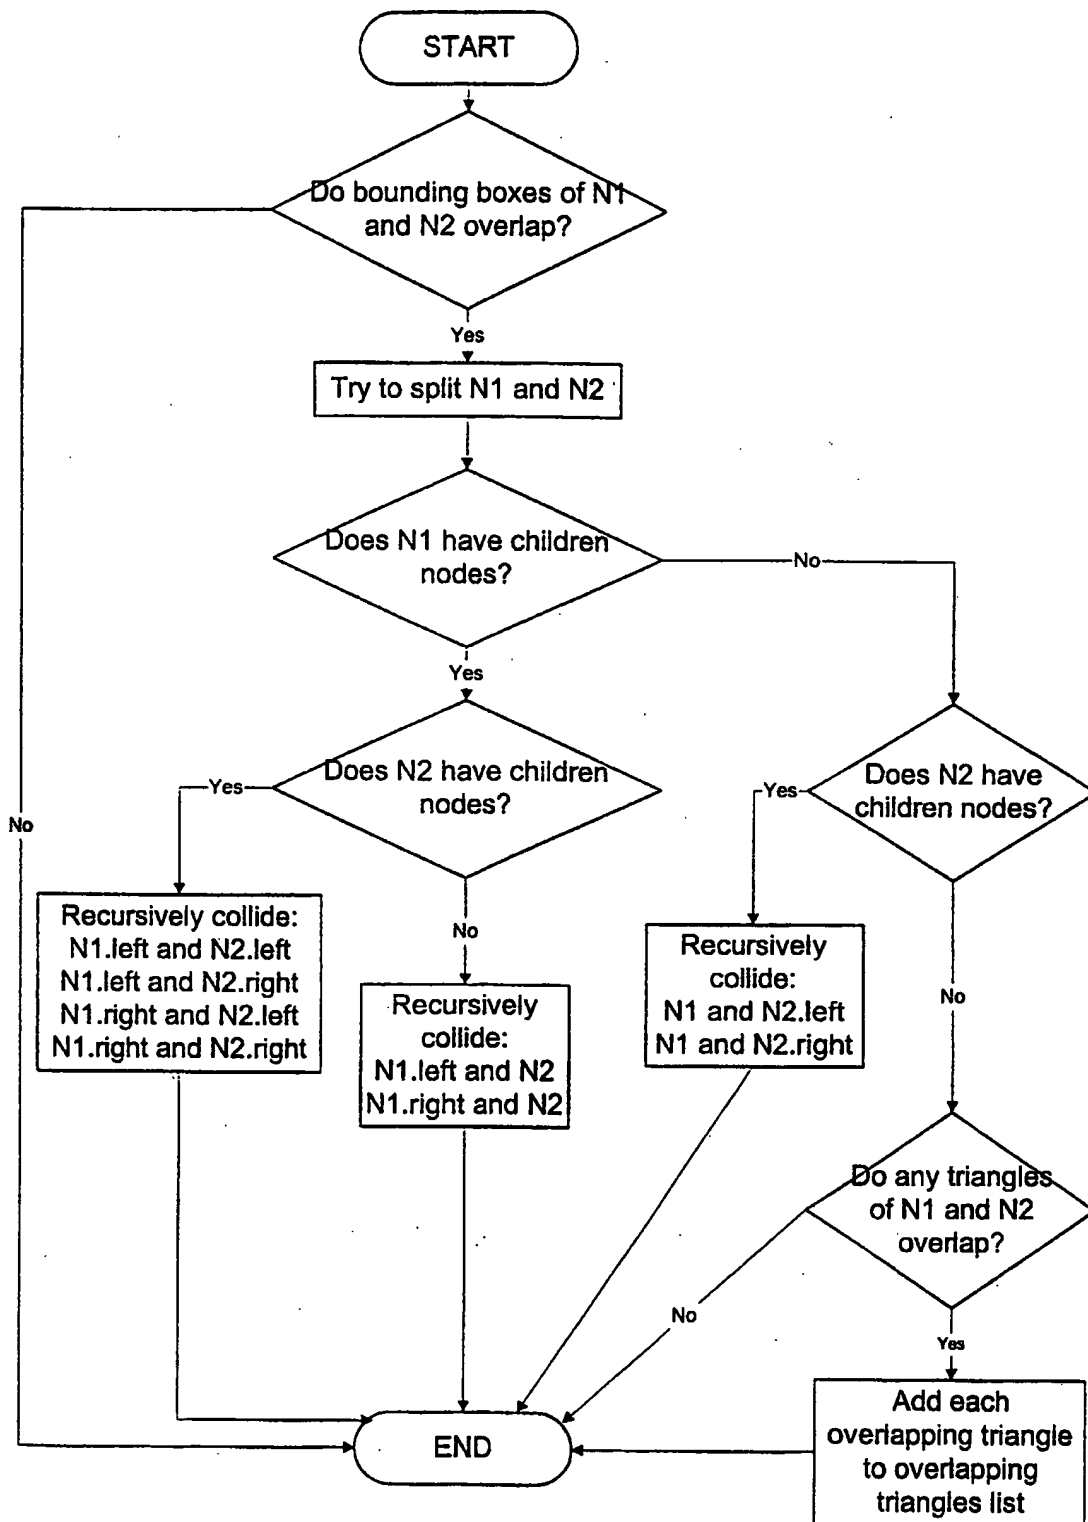 START
Do bounding boxes of N1
and N2 overlap?
Yes
Try to split N1 and N2
Does N1 have children
nodes?
No
Yes
Does N2 have children
nodes?
Yes
Does N2 have
children nodes?
Yes
No
Recursively collide:
N1.left and N2.left
N1.left and N2.right
N1.right and N2.left
N1.right and N2.right
No
Recursively
collide:
N1.left and N2
N1.right and N2
Recursively
collide:
N1 and N2.left
N1 and N2.right
No
Do any triangles
of N1 and N2
overlap?
No
Yes
Add each
overlapping triangle
to overlapping
triangles list
END